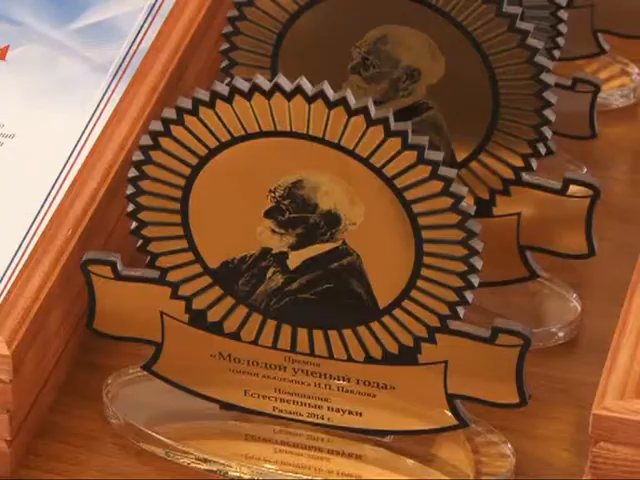 Премия
«Молодой ученый года»
имени академика И.П. Павлова
Номинация:
Естественные науки
Рязань 2014 г.